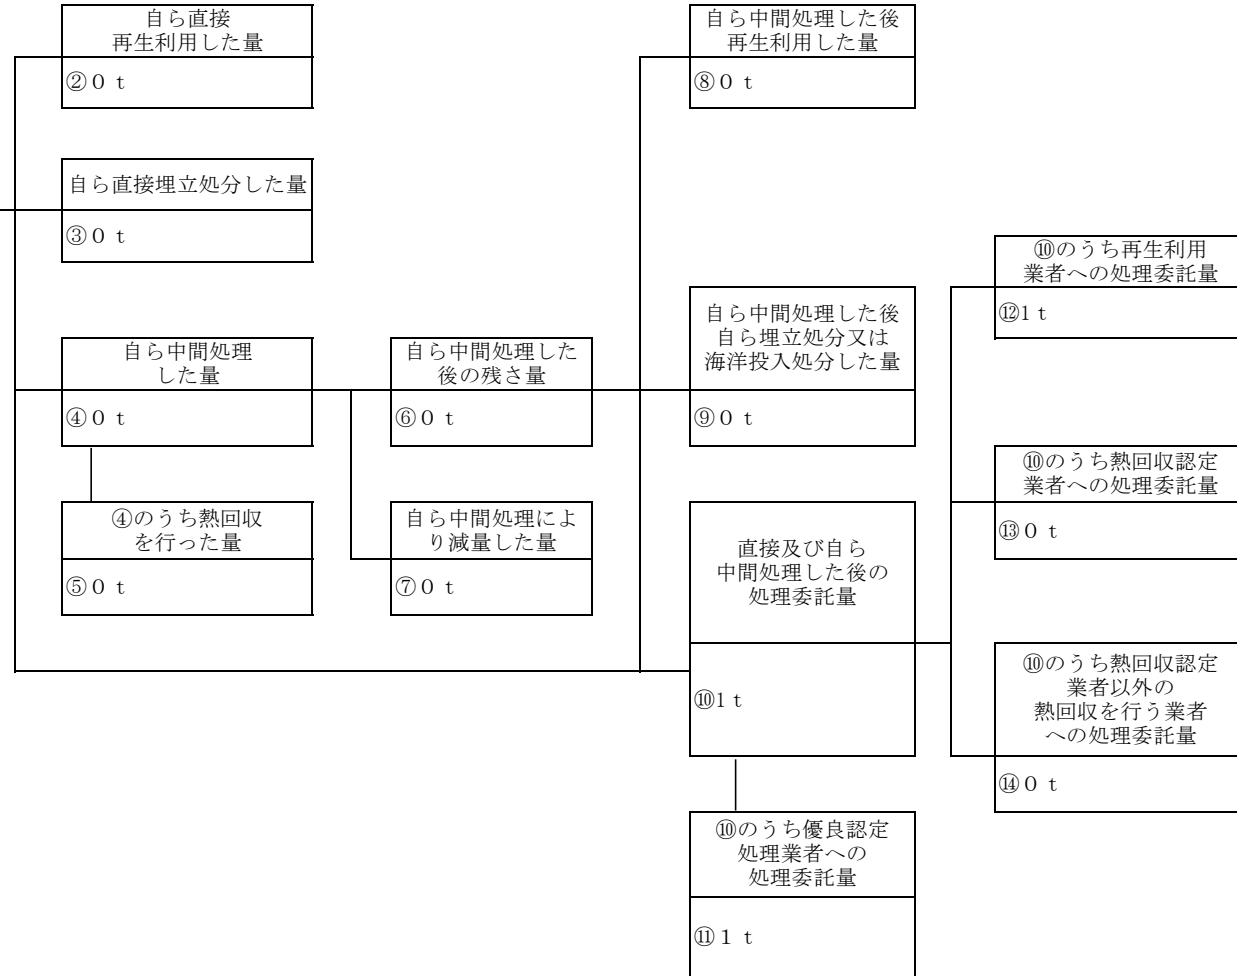 自ら直接
再生利用した量
②0 t
自ら直接埋立処分した量
③0 t
自ら中間処理
した量
④0 t
④のうち熱回収
を行った量
⑤0 t
自ら中間処理した
後の残さ量
⑥0 t
自ら中間処理によ
り減量した量
⑦0 t
自ら中間処理した後
再生利用した量
⑧0 t
自ら中間処理した後
自ら埋立処分又は
海洋投入処分した量
⑨0 t
直接及び自ら
中間処理した後の
処理委託量
⑩1 t
⑩のうち優良認定
処理業者への
処理委託量
⑪1 t
⑩のうち再生利用
業者への処理委託量
⑫1 t
⑩のうち熱回収認定
業者への処理委託量
⑬0 t
⑩のうち熱回収認定
業者以外の
熱回収を行う業者
への処理委託量
⑭0 t